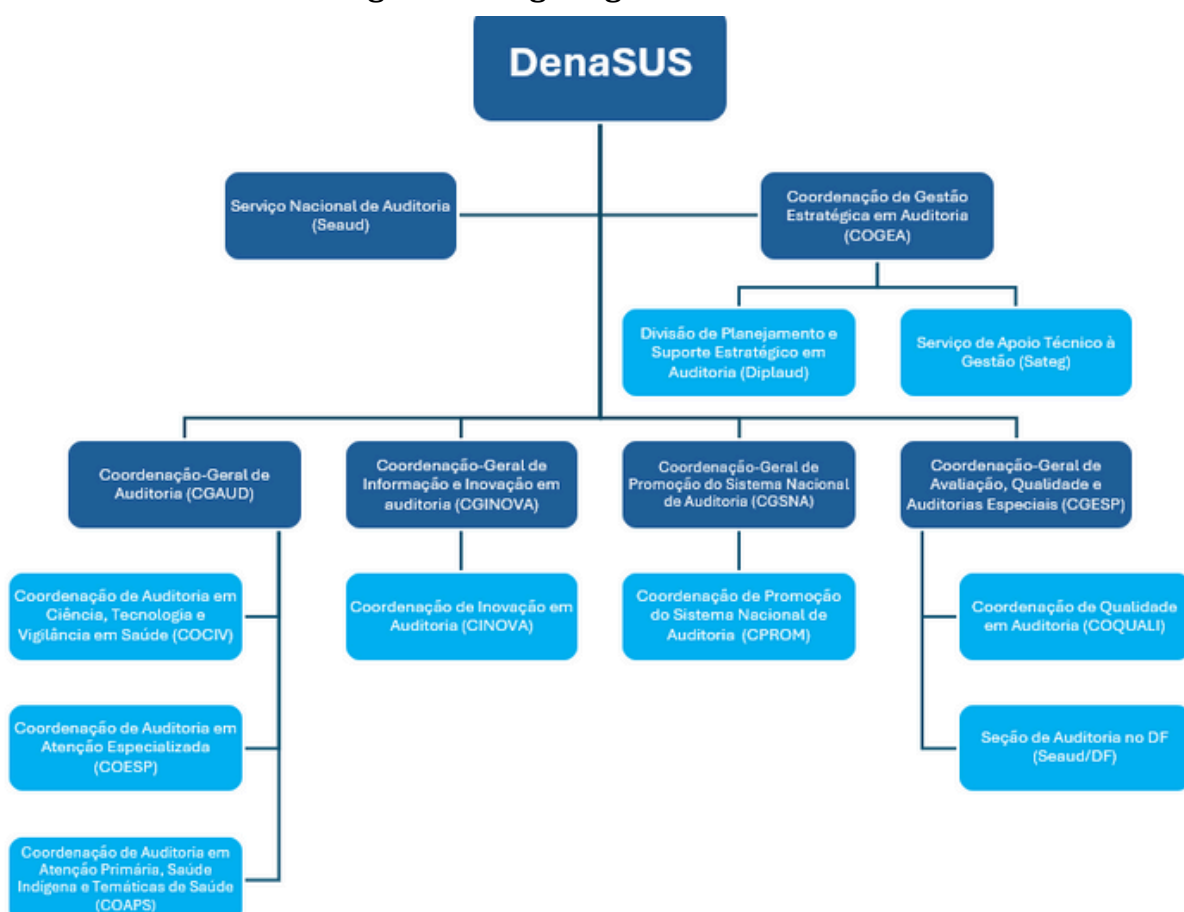 DenaSUS
Serviço Nacional de Auditoria
(Seaud)
Coordenação de Gestão
Estratégica em Auditoria
(COGEA)
Divisão de Planejamento e
Suporte Estratégico em
Auditoria (Diplaud)
Serviço de Apoio Técnico à
Gestão (Sateg)
Coordenação-Geral de
Auditoria (CGAUD)
Coordenação-Geral de
Informação e Inovação em
auditoria (CGINOVA)
Coordenação-Geral de
Promoção do Sistema Nacional
de Auditoria (CGSNA)
Coordenação-Geral de
Avaliação, Qualidade e
Auditorias Especiais (CGESP)
Coordenação de Auditoria em
Ciência, Tecnologia e
Vigilância em Saúde (COCIV)
Coordenação de Inovação em
Auditoria (CINOVA)
Coordenação de Promoção
do Sistema Nacional de
Auditoria (CPROM)
Coordenação de Qualidade
em Auditoria (COQUALI)
Coordenação de Auditoria em
Atenção Especializada
(COESP)
Seção de Auditoria no DF
(Seaud/DF)
Coordenação de Auditoria em
Atenção Primária, Saúde
Indígena e Temáticas de Saúde
(COAPS)